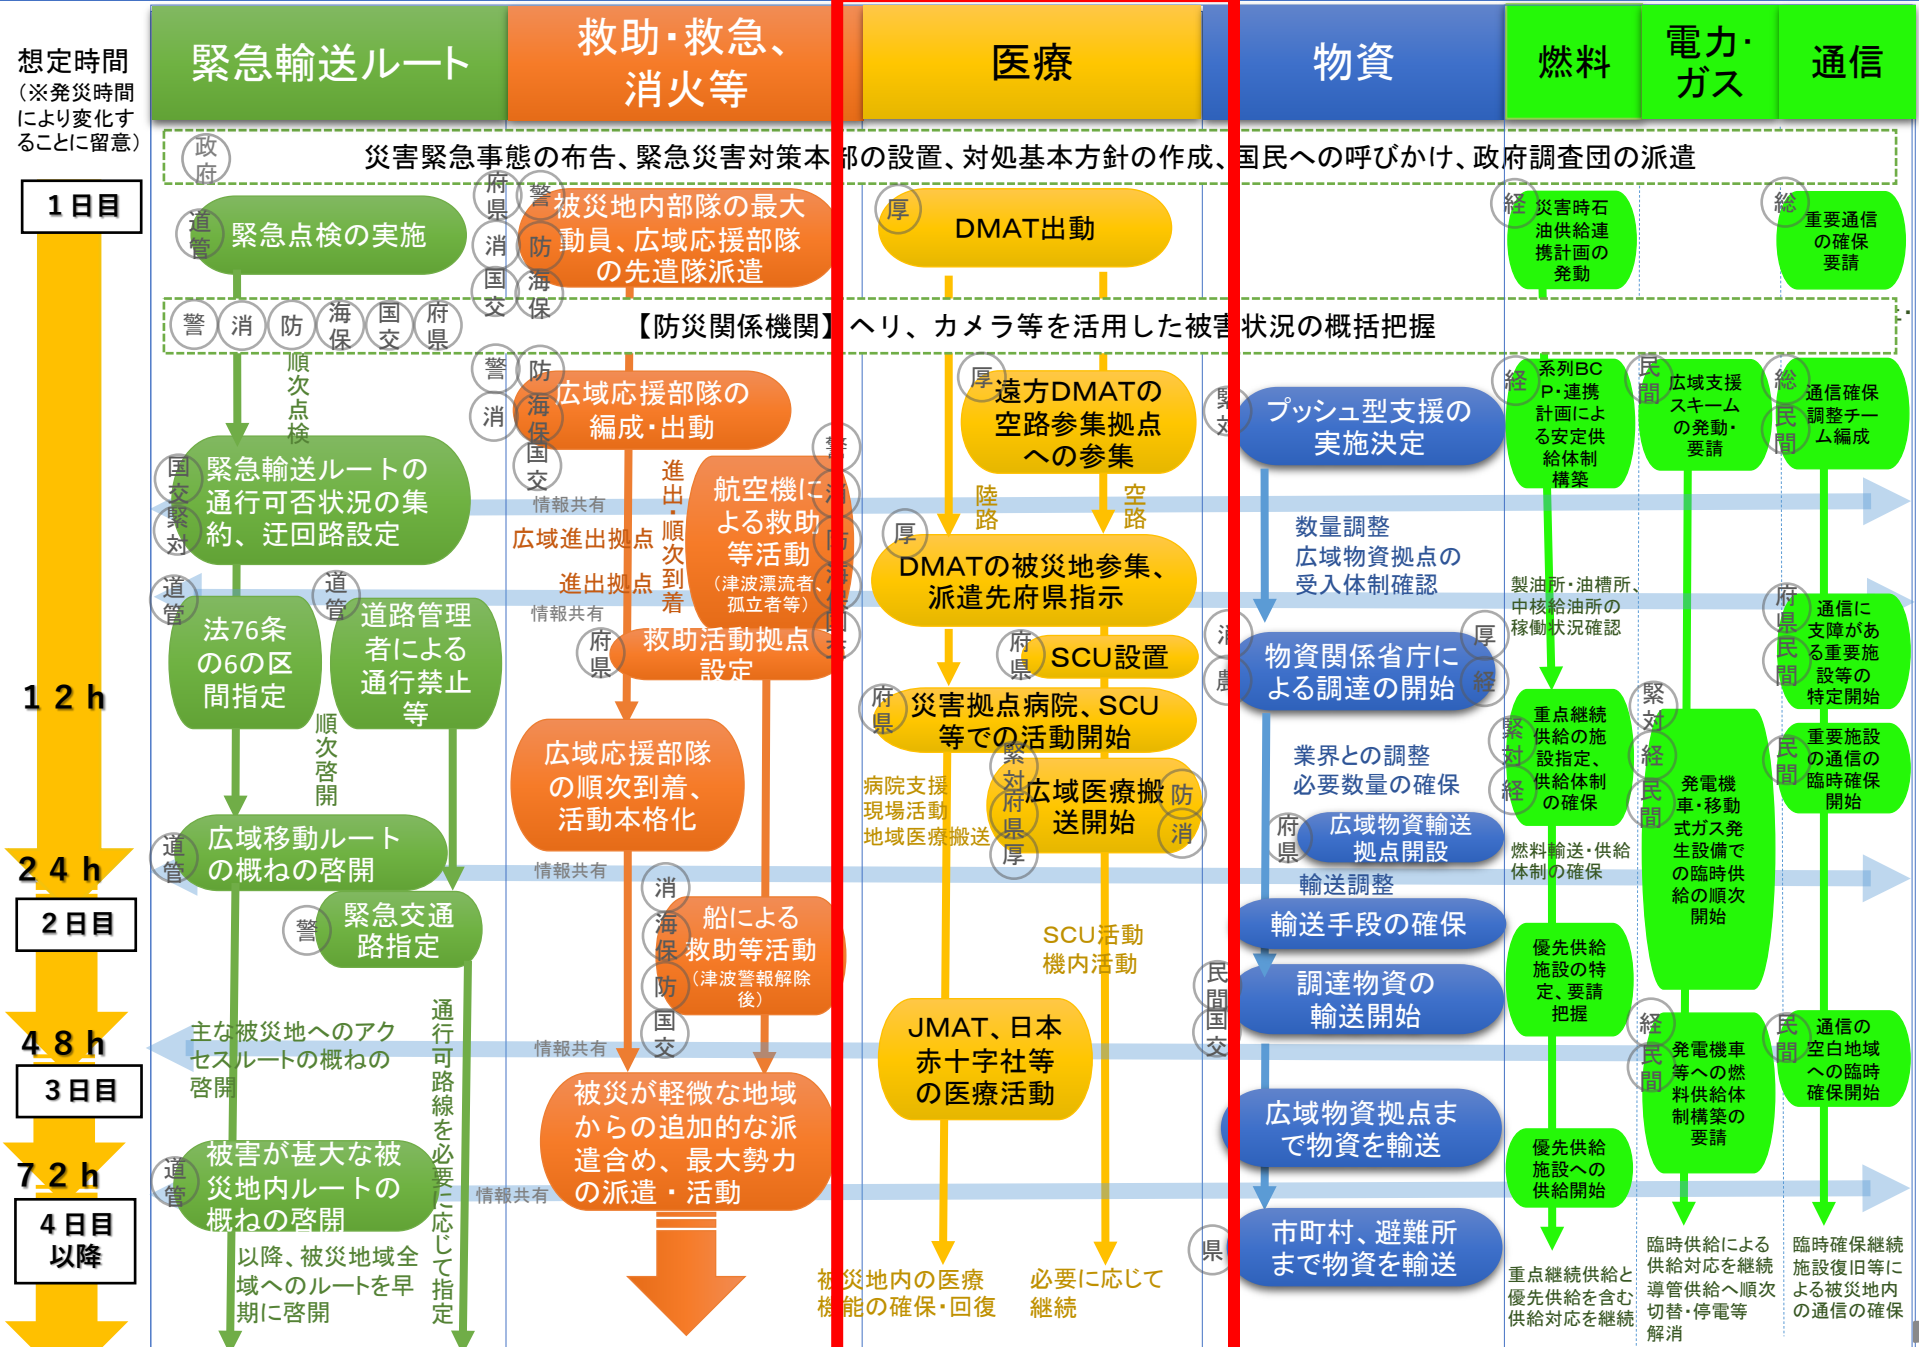 想定時間
(※発災時間
により変化す
ることに留意)
緊急輸送ルート
救助・救急、
消火等
医療
物資
燃料
電力・
ガス
通信
政府
災害緊急事態の布告、緊急災害対策本部の設置、対処基本方針の作成、国民への呼びかけ、政府調査団の派遣
1日目
道管
緊急点検の実施
府県
警
消
防
国交
海保
被災地内部隊の最大
動員、広域応援部隊
の先遣隊派遣
厚
DMAT出動
経
災害時石
油供給連
携計画の
発動
総
重要通信
の確保
要請
警
消
防
海保
国交
府県
【防災関係機関】ヘリ、カメラ等を活用した被害状況の概括把握
順次点検
警
防
消
海保
国交
広域応援部隊の
編成・出動
厚
遠方DMATの
空路参集拠点
への参集
緊対
プッシュ型支援の
実施決定
経
系列BC
P・連携
計画によ
る安定供
給体制
構築
民間
広域支援
スキーム
の発動・
要請
総
民間
通信確保
調整チー
ム編成
国交
緊対
緊急輸送ルートの
通行可否状況の集
約、迂回路設定
情報共有
広域進出拠点
進出拠点
進出・順次到着
情報共有
警
消
防
海保
国交
航空機に
よる救助
等活動
(津波漂流者、
孤立者等)
陸路
空路
厚
DMATの被災地参集、
派遣先府県指示
数量調整
広域物資拠点の
受入体制確認
製油所・油槽所、
中核給油所の
稼働状況確認
道管
法76条
の6の区
間指定
道管
道路管理
者による
通行禁止
等
府県
救助活動拠点
設定
府県
SCU設置
消
農
厚
経
物資関係省庁に
よる調達の開始
府県
民間
通信に
支障があ
る重要施
設等の
特定開始
12h
順次啓開
広域応援部隊
の順次到着、
活動本格化
府県
災害拠点病院、SCU
等での活動開始
病院支援
現場活動
地域医療搬送
緊対
府県
厚
防
消
広域医療搬
送開始
業界との調整
必要数量の確保
府県
広域物資輸送
拠点開設
緊対
経
重点継続
供給の施
設指定、
供給体制
の確保
緊対
経
民間
発電機
車・移動
式ガス発
生設備で
の臨時供
給の順次
開始
民間
重要施設
の通信の
臨時確保
開始
道管
広域移動ルート
の概ねの啓開
24h
情報共有
輸送調整
燃料輸送・供給
体制の確保
2日目
警
緊急交通
路指定
消
海保
防
国交
船による
救助等活動
(津波警報解除
後)
SCU活動
機内活動
輸送手段の確保
民間
国交
調達物資の
輸送開始
優先供給
施設の特
定、要請
把握
48h
主な被災地へのアク
セスルートの概ねの
啓開
通行可路線を必要に応じて指定
情報共有
JMAT、日本
赤十字社等
の医療活動
経
民間
発電機車
等への燃
料供給体
制構築の
要請
民間
通信の
空白地域
への臨時
確保開始
3日目
被災が軽微な地域
からの追加的な派
遣含め、最大勢力
の派遣・活動
広域物資拠点ま
で物資を輸送
72h
道管
被害が甚大な被
災地内ルートの
概ねの啓開
情報共有
優先供給
施設への
供給開始
4日目
以降
以降、被災地域全
域へのルートを早
期に啓開
被災地内の医療
機能の確保・回復
必要に応じて
継続
県
市町村、避難所
まで物資を輸送
重点継続供給と
優先供給を含む
供給対応を継続
臨時供給による
供給対応を継続
導管供給へ順次
切替・停電等
解消
臨時確保継続
施設復旧等に
よる被災地内
の通信の確保